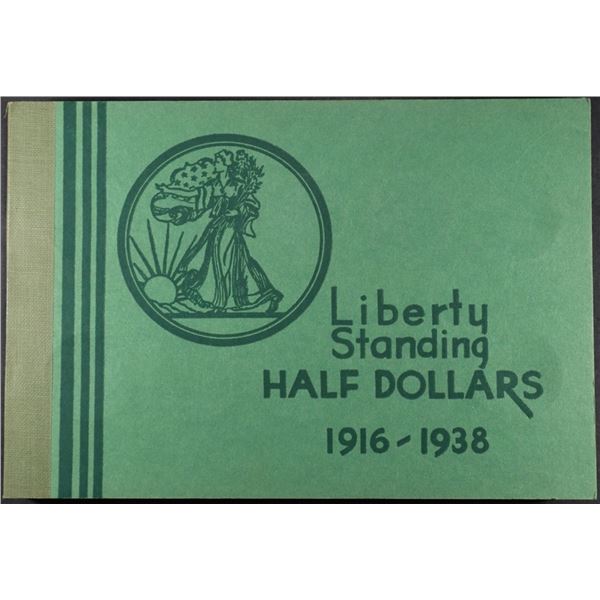 Liberty
Standing
HALF DOLLARS
1916-1938